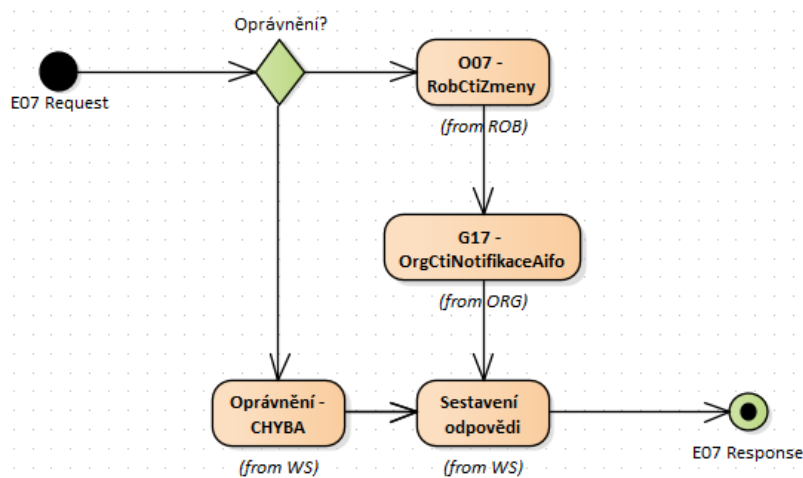 Oprávnění?
E07 Request
O07 -
RobCtiZmeny
(from ROB)
G17 -
OrgCtiNotifikaceAifo
(from ORG)
Oprávnění -
CHYBA
(from WS)
Sestavení
odpovědi
(from WS)
E07 Response